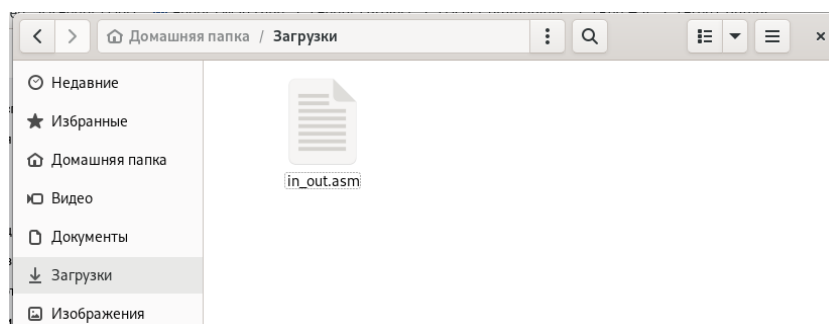 Домашняя папка / Загрузки
Недавние
Избранные
Домашняя папка
Видео
Документы
Загрузки
Изображения
in_out.asm